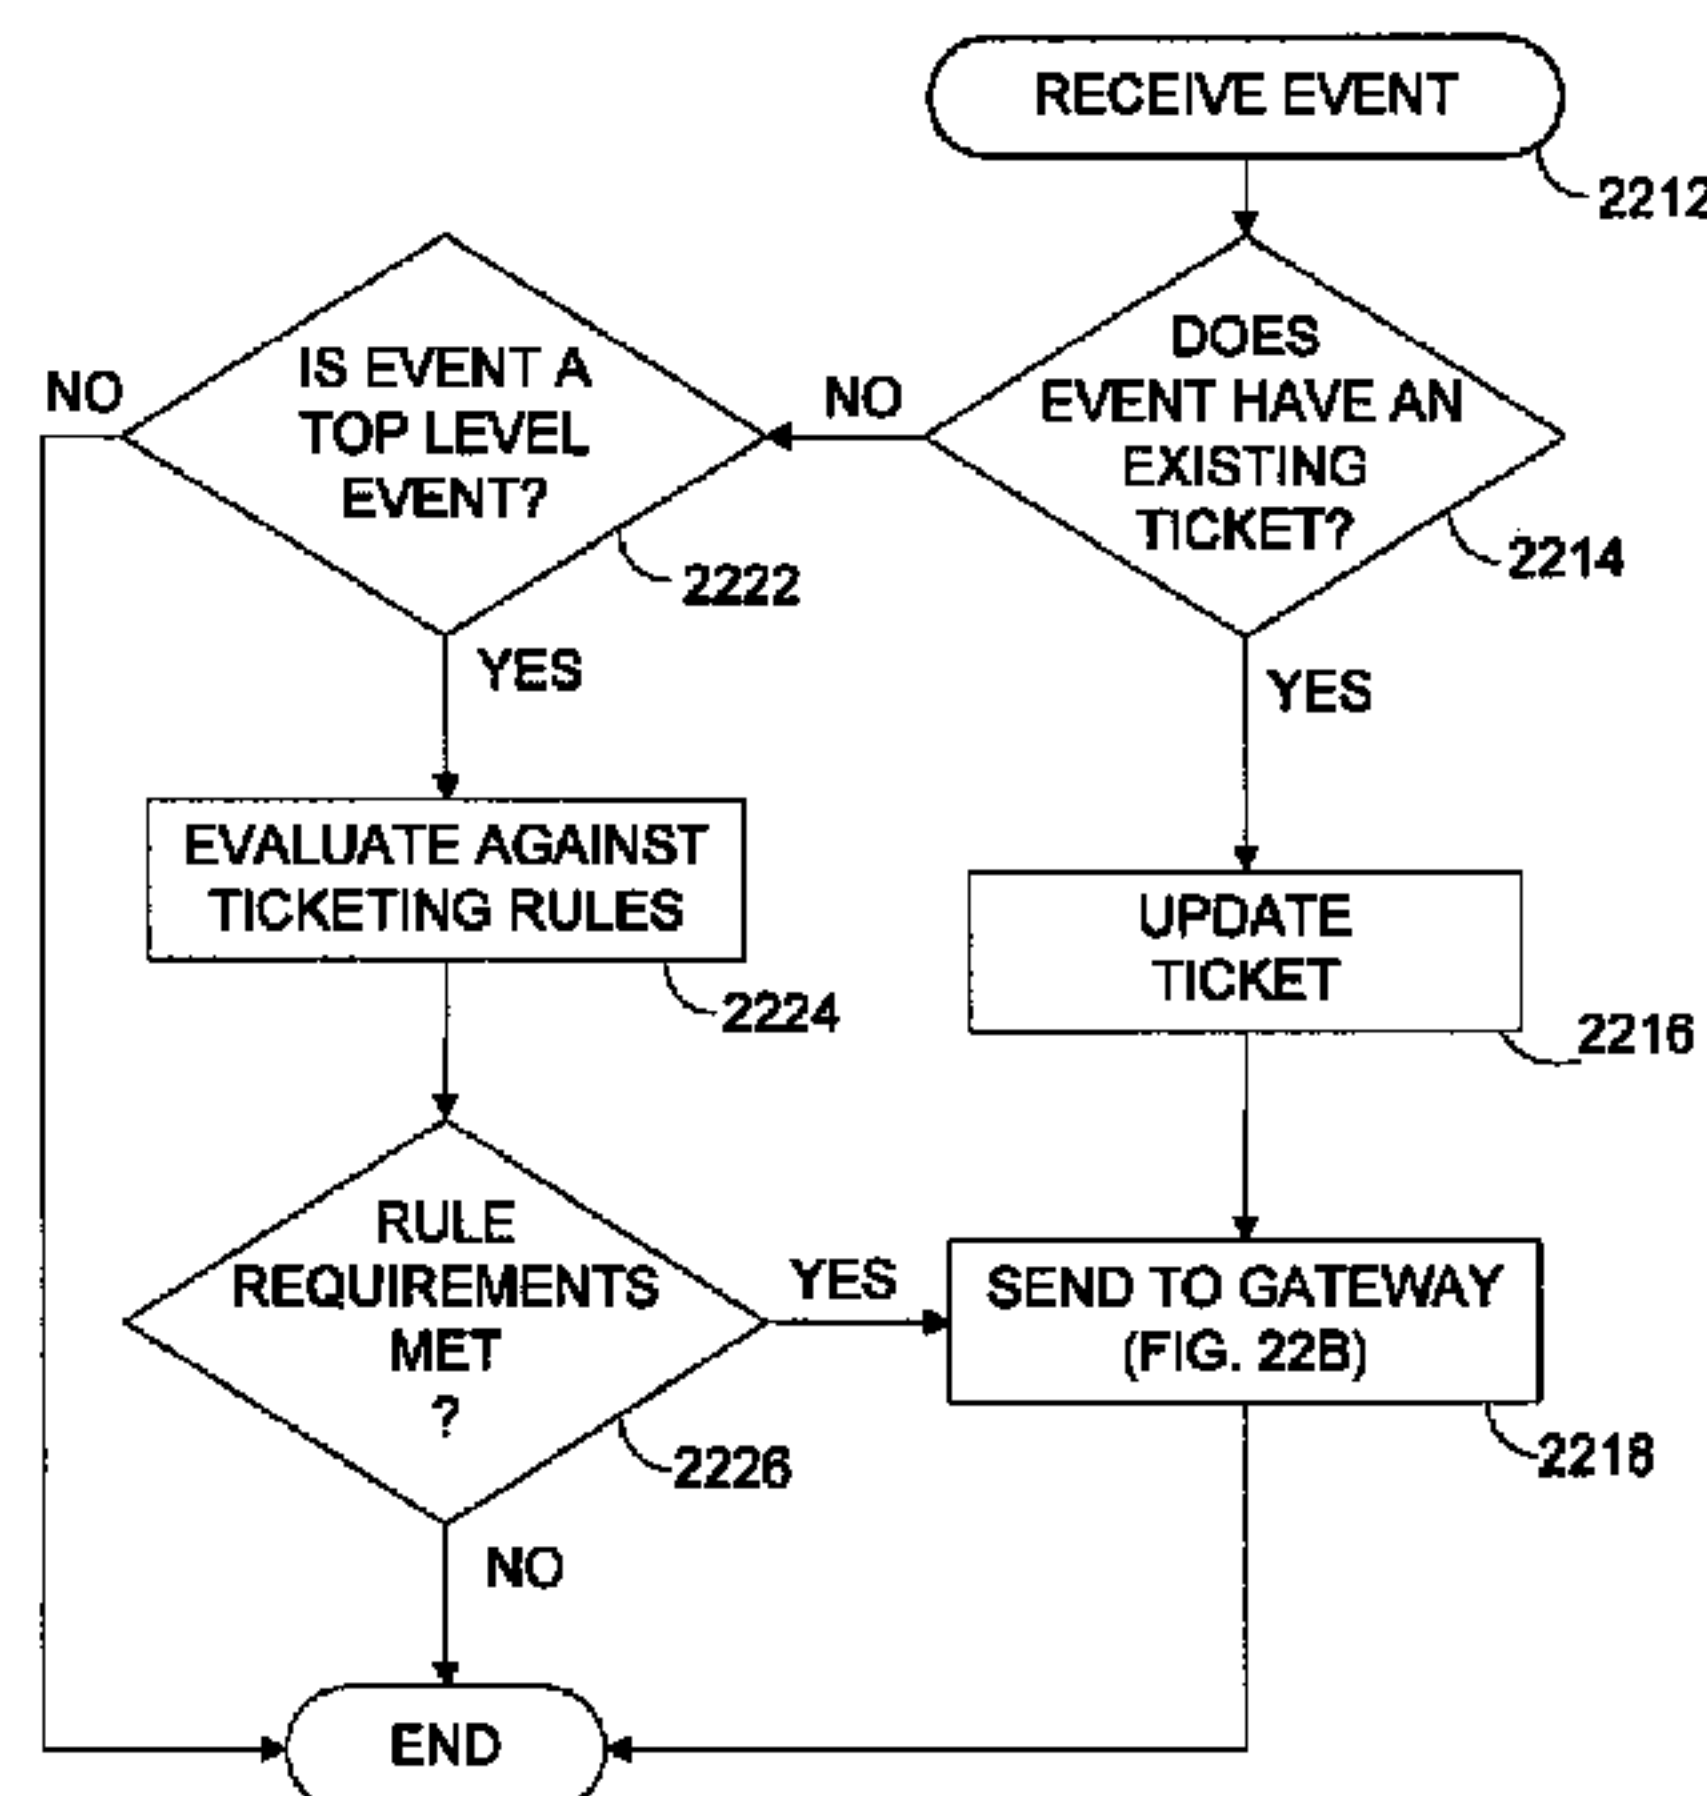 RECEIVE EVENT
2212
DOES
EVENT HAVE AN
EXISTING
TICKET?
2214
NO
IS EVENT A
TOP LEVEL
EVENT?
2222
NO
YES
YES
EVALUATE AGAINST
TICKETING RULES
2224
UPDATE
TICKET
2216
RULE
REQUIREMENTS
MET
?
2226
YES
SEND TO GATEWAY
(FIG. 22B)
2218
NO
END